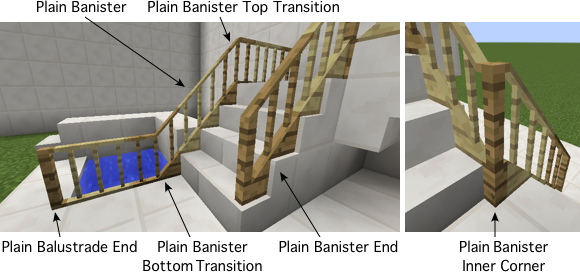 Plain Banister
Plain Banister Top Transition
Plain Balustrade End
Plain Banister
Bottom Transition
Plain Banister End
Plain Banister
Inner Corner